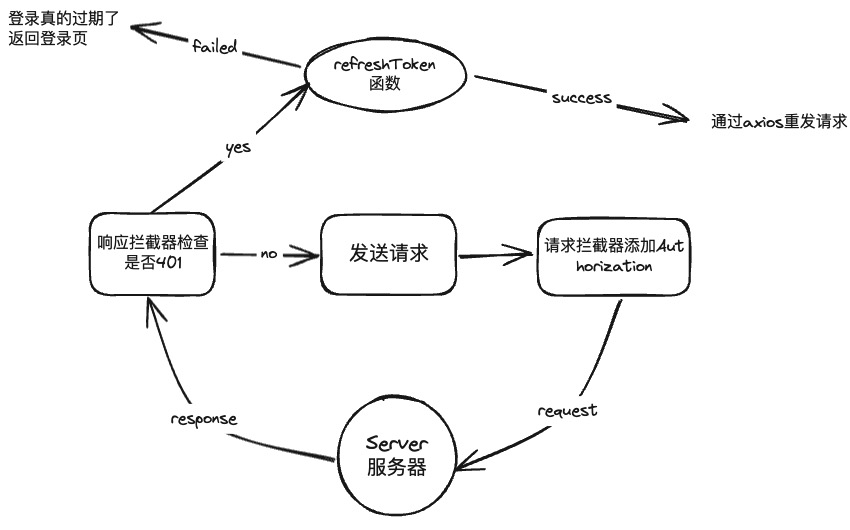 登录真的过期了
返回登录页
failed
refreshToken
函数
success
通过axios重发请求
yes
响应拦截器检查
是否401
no
发送请求
请求拦截器添加Aut
horization
response
request
Server
服务器